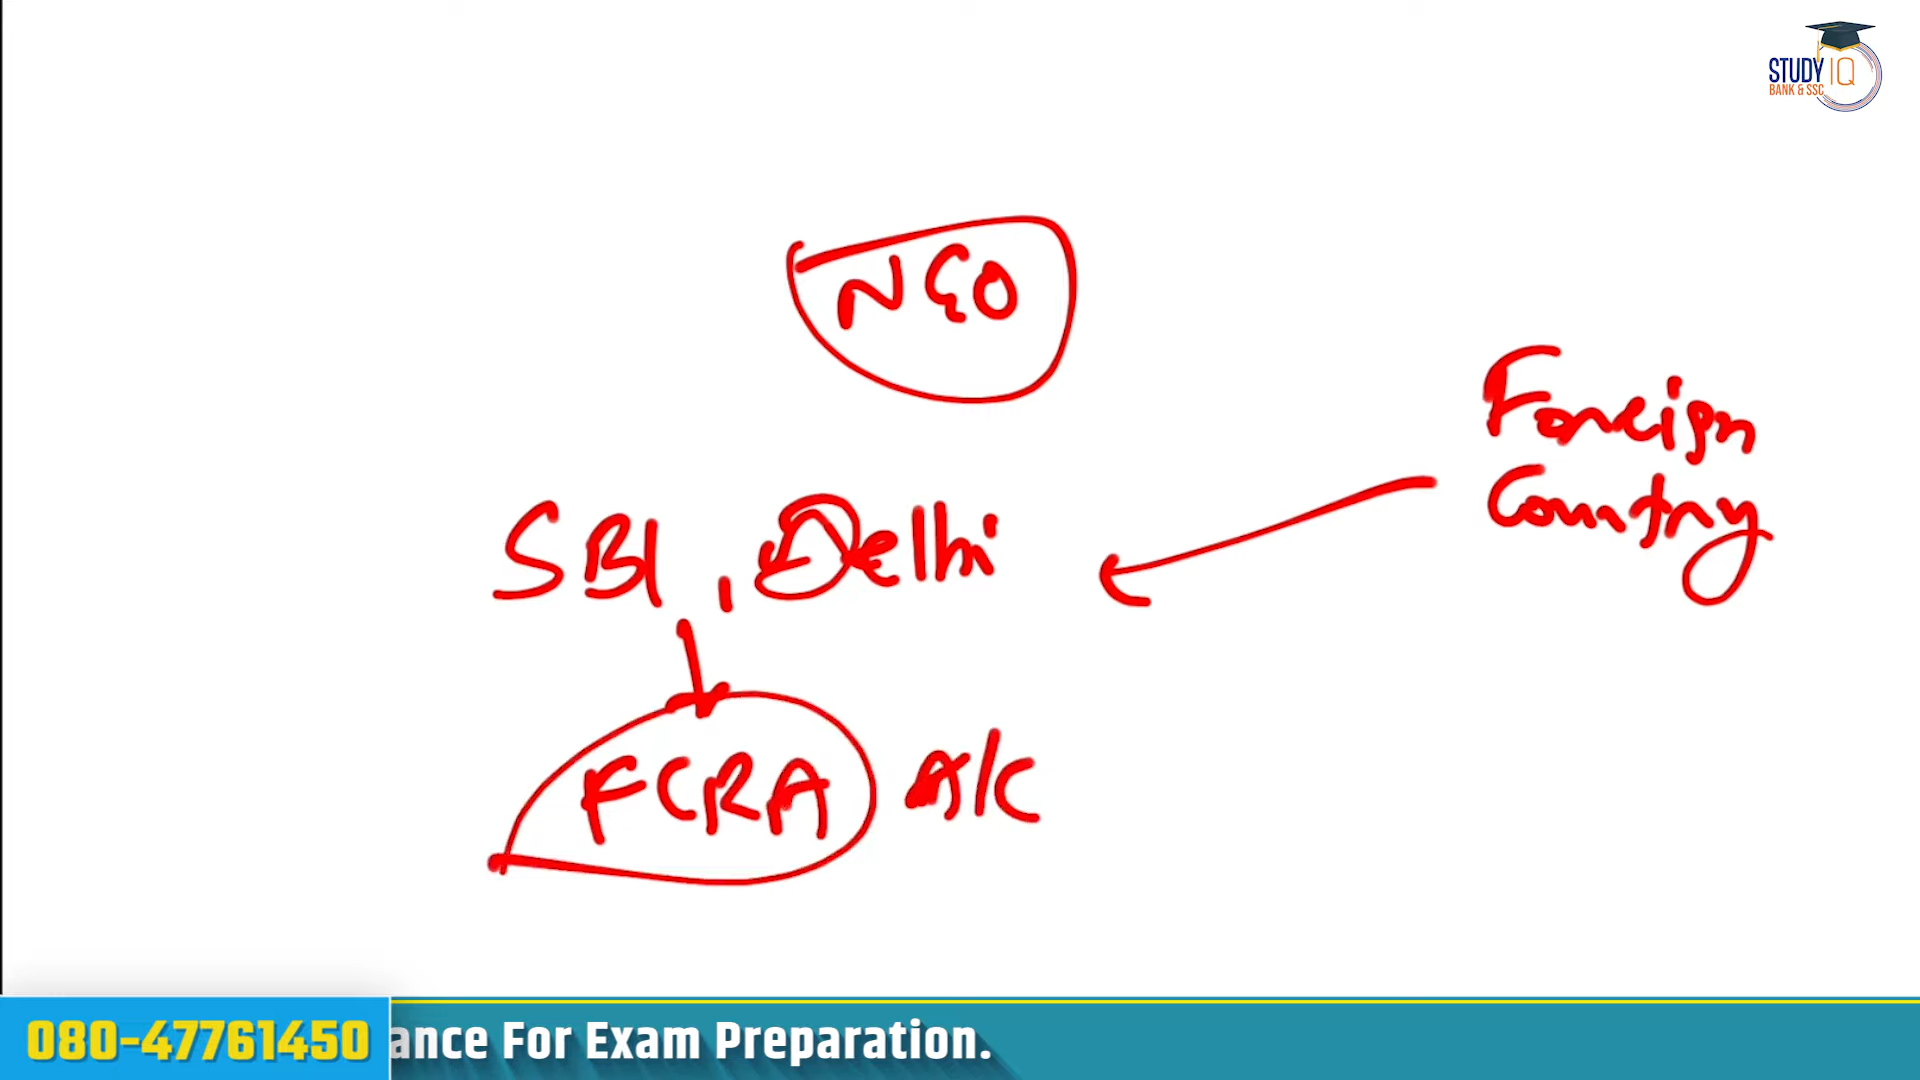 STUDY IQ
BANK & SSC
NGO
Foreign
Country
SBI, Delhi
FCRA A/C
080-47761450
ance For Exam Preparation.